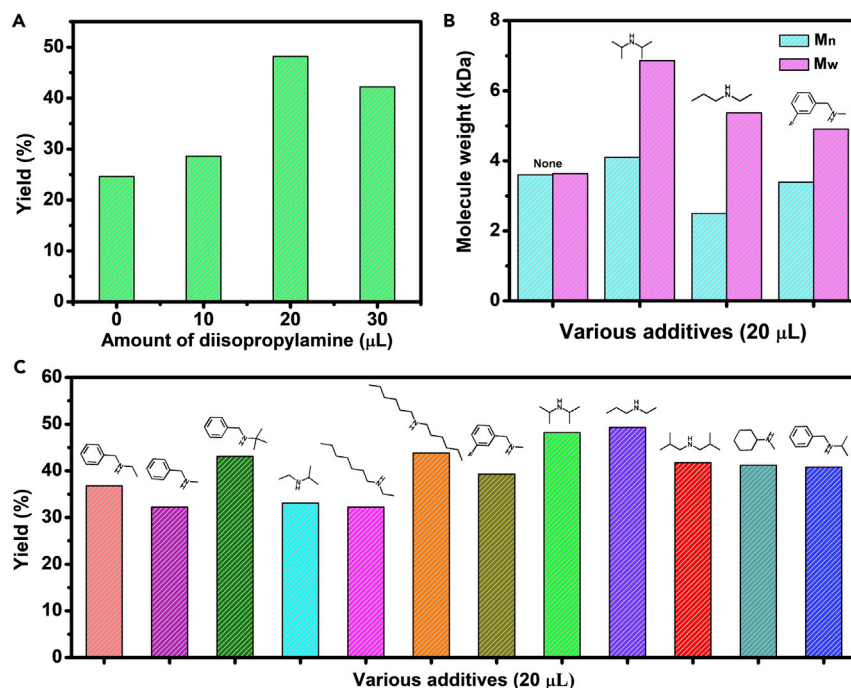 A
Yield (%)
50
40
30
20
10
0
0 10 20 30
Amount of diisopropylamine (μL)
B
Molecule weight (kDa)
8
6
4
2
0
Mn
Mw
None
H
N
H
N
N
H
Various additives (20 μL)
C
Yield (%)
60
50
40
30
20
10
0
N
H
N
H
N
H
N
H
N
H
N
H
N
H
H
N
H
N
N
H
N
H
N
H
Various additives (20 μL)